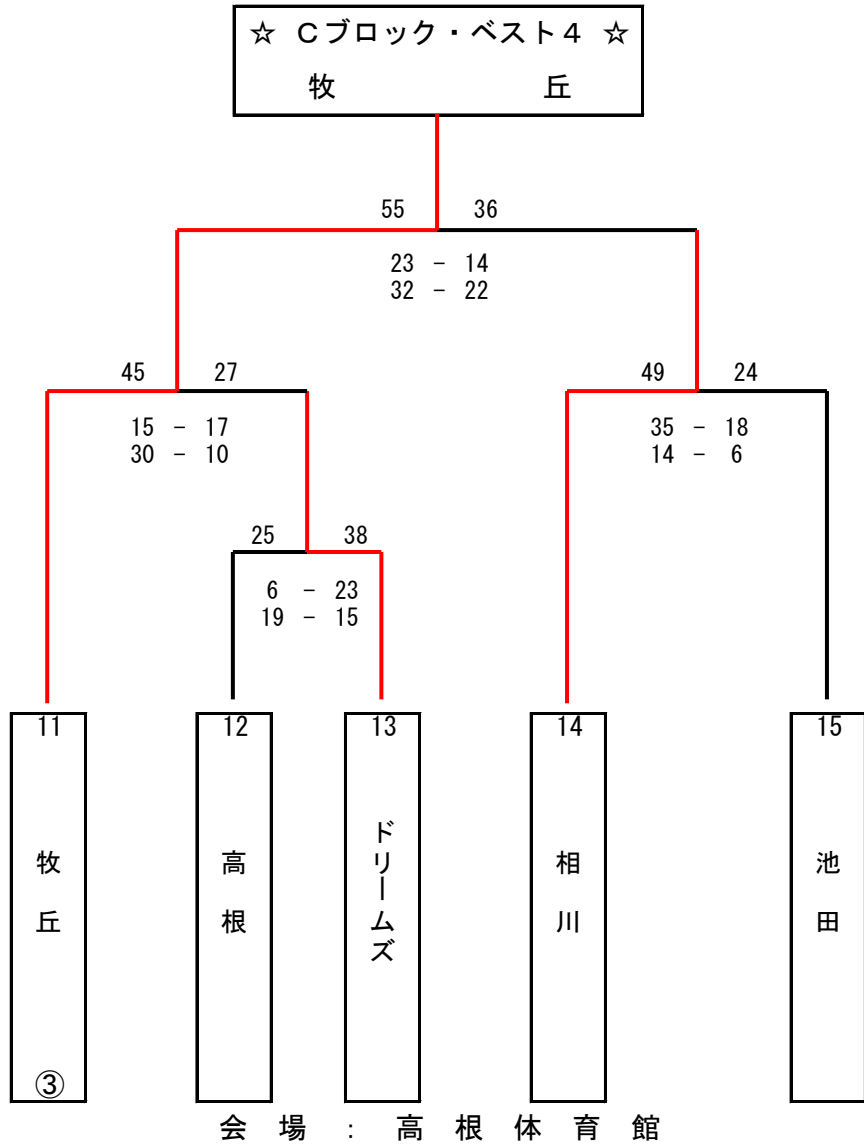 ☆ Cブロック・ベスト4 ☆
牧 丘
55 36
23 - 14
32 - 22
45 27
15 - 17
30 - 10
49 24
35 - 18
14 - 6
25 38
6 - 23
19 - 15
11
牧丘
③
12
高根
13
ドリームズ
14
相川
15
池田
会 場 : 高 根 体 育 館